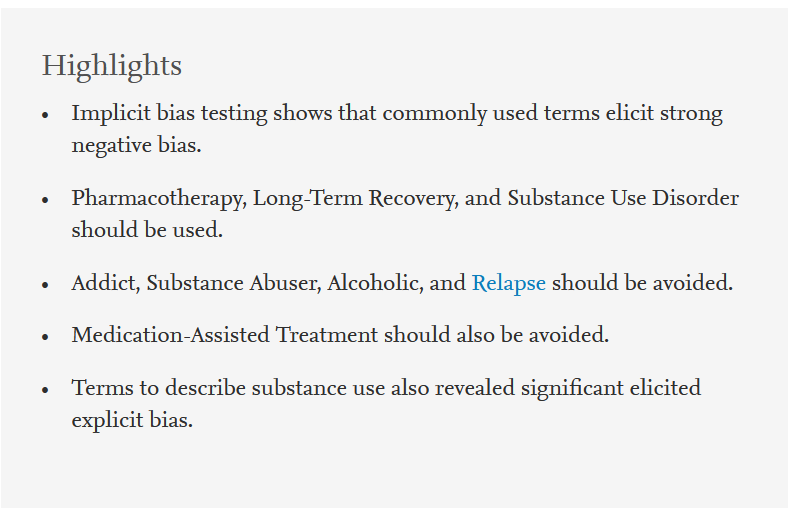 Highlights
• Implicit bias testing shows that commonly used terms elicit strong
negative bias.
• Pharmacotherapy, Long-Term Recovery, and Substance Use Disorder
should be used.
• Addict, Substance Abuser, Alcoholic, and Relapse should be avoided.
• Medication-Assisted Treatment should also be avoided.
• Terms to describe substance use also revealed significant elicited
explicit bias.